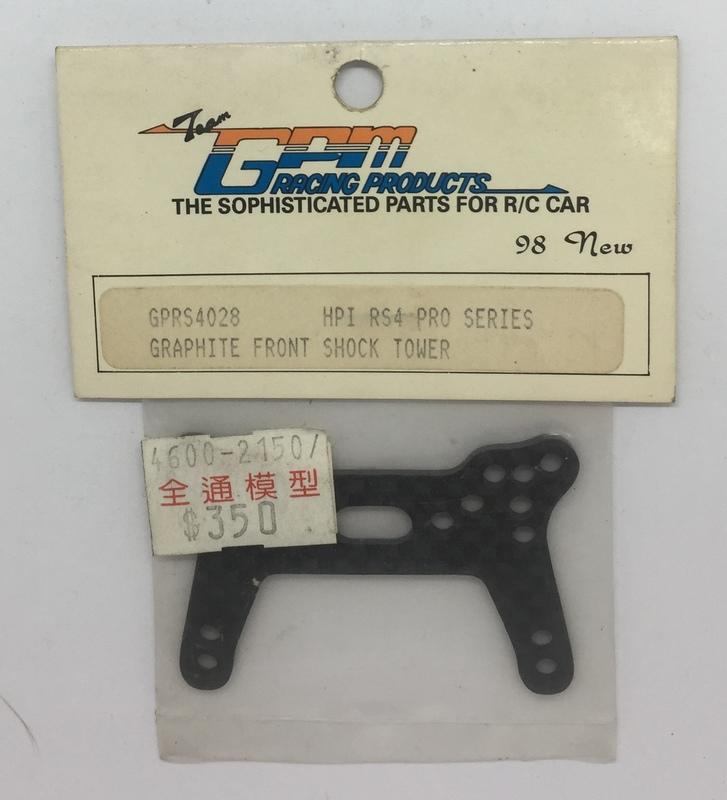 Team
GPM
RACING PRODUCTS
THE SOPHISTICATED PARTS FOR R/C CAR
98 New
GPRS4028 HPI RS4 PRO SERIES
GRAPHITE FRONT SHOCK TOWER
4600-2150/
全通模型
$350